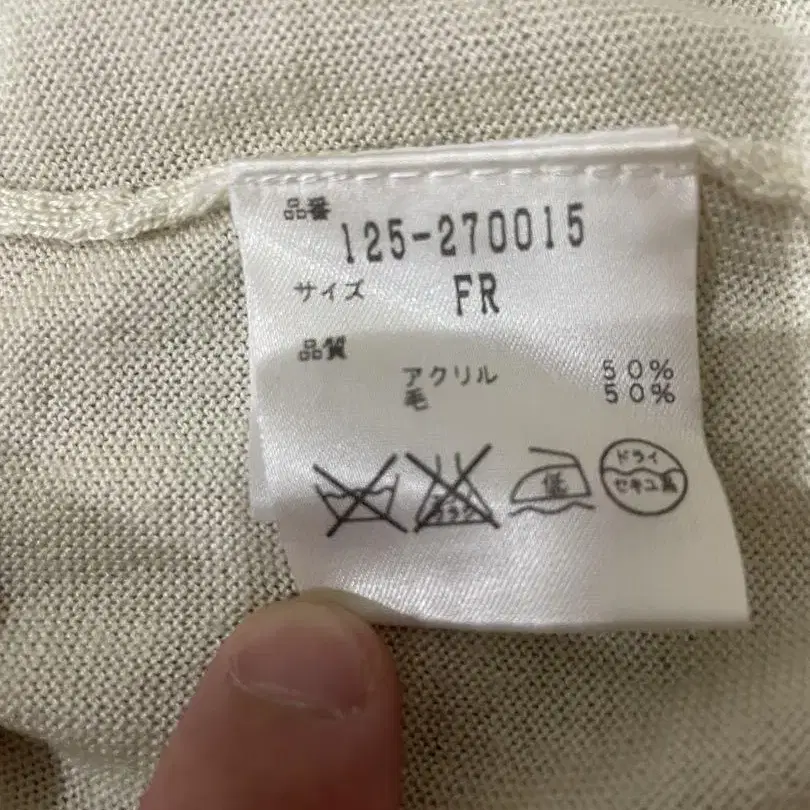 品番
125-270015
サイズ FR
品質
アクリル 50%
毛 50%
低
ドライ
セキユ系